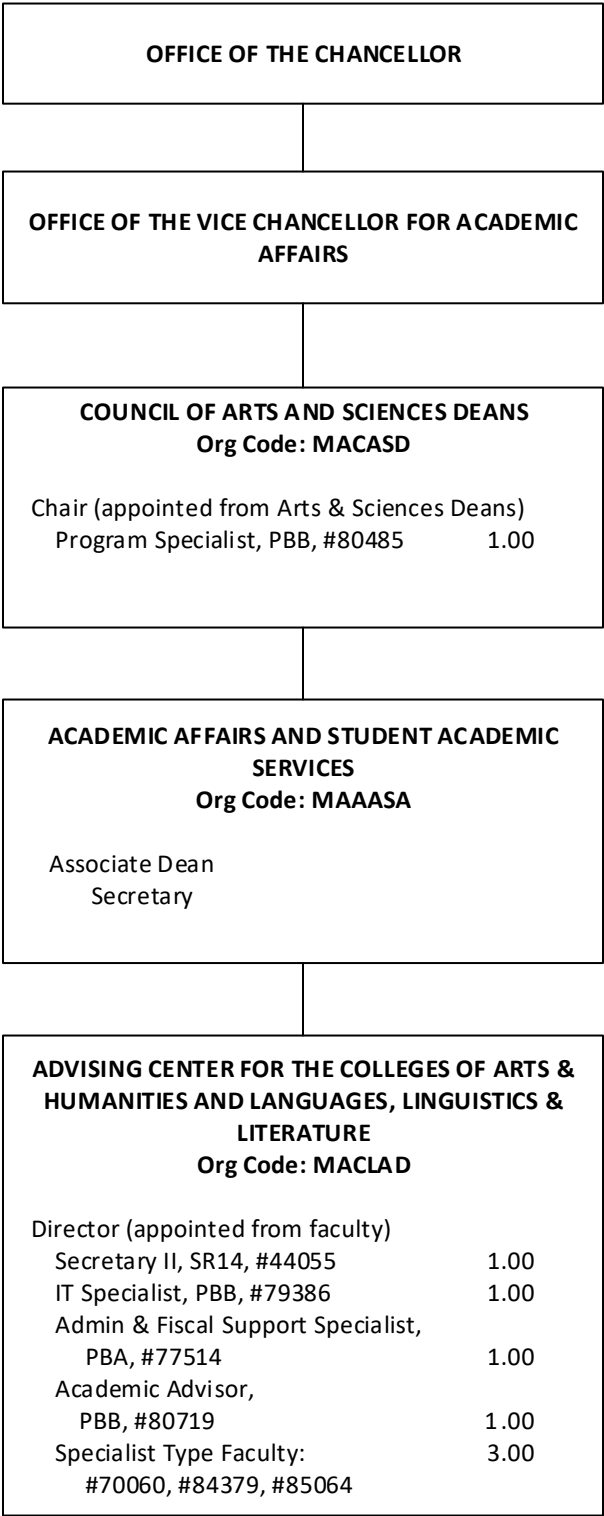 OFFICE OF THE CHANCELLOR
OFFICE OF THE VICE CHANCELLOR FOR ACADEMIC
AFFAIRS
COUNCIL OF ARTS AND SCIENCES DEANS
Org Code: MACASD
Chair (appointed from Arts & Sciences Deans)
Program Specialist, PBB, #80485 1.00
ACADEMIC AFFAIRS AND STUDENT ACADEMIC
SERVICES
Org Code: MAAASA
Associate Dean
Secretary
ADVISING CENTER FOR THE COLLEGES OF ARTS &
HUMANITIES AND LANGUAGES, LINGUISTICS &
LITERATURE
Org Code: MACLAD
Director (appointed from faculty)
Secretary II, SR14, #44055 1.00
IT Specialist, PBB, #79386 1.00
Admin & Fiscal Support Specialist,
PBA, #77514 1.00
Academic Advisor,
PBB, #80719 1.00
Specialist Type Faculty: 3.00
#70060, #84379, #85064